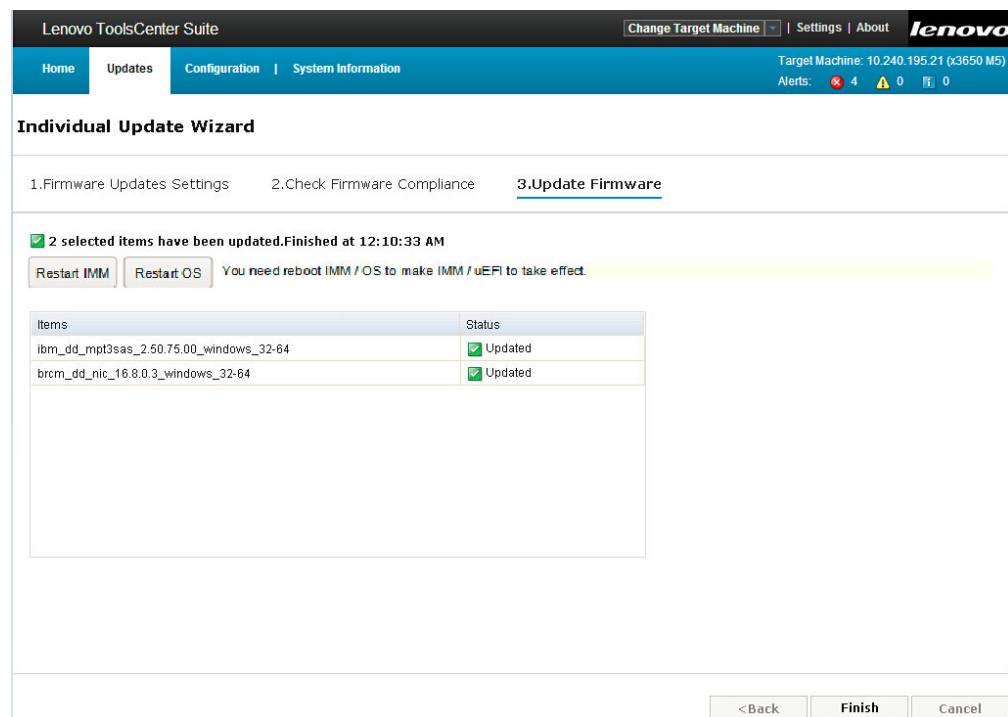 Lenovo ToolsCenter Suite
Change Target Machine | Settings | About
lenovo
Home Updates Configuration | System Information
Target Machine: 10.240.195.21 (x3650 M5)
Alerts: 4 0 0
Individual Update Wizard
1.Firmware Updates Settings 2.Check Firmware Compliance 3.Update Firmware
2 selected items have been updated.Finished at 12:10:33 AM
Restart IMM Restart OS You need reboot IMM / OS to make IMM / uEFI to take effect.
Items Status
ibm_dd_mpt3sas_2.50.75.00_windows_32-64 Updated
brcm_dd_nic_16.8.0.3_windows_32-64 Updated
<Back Finish Cancel